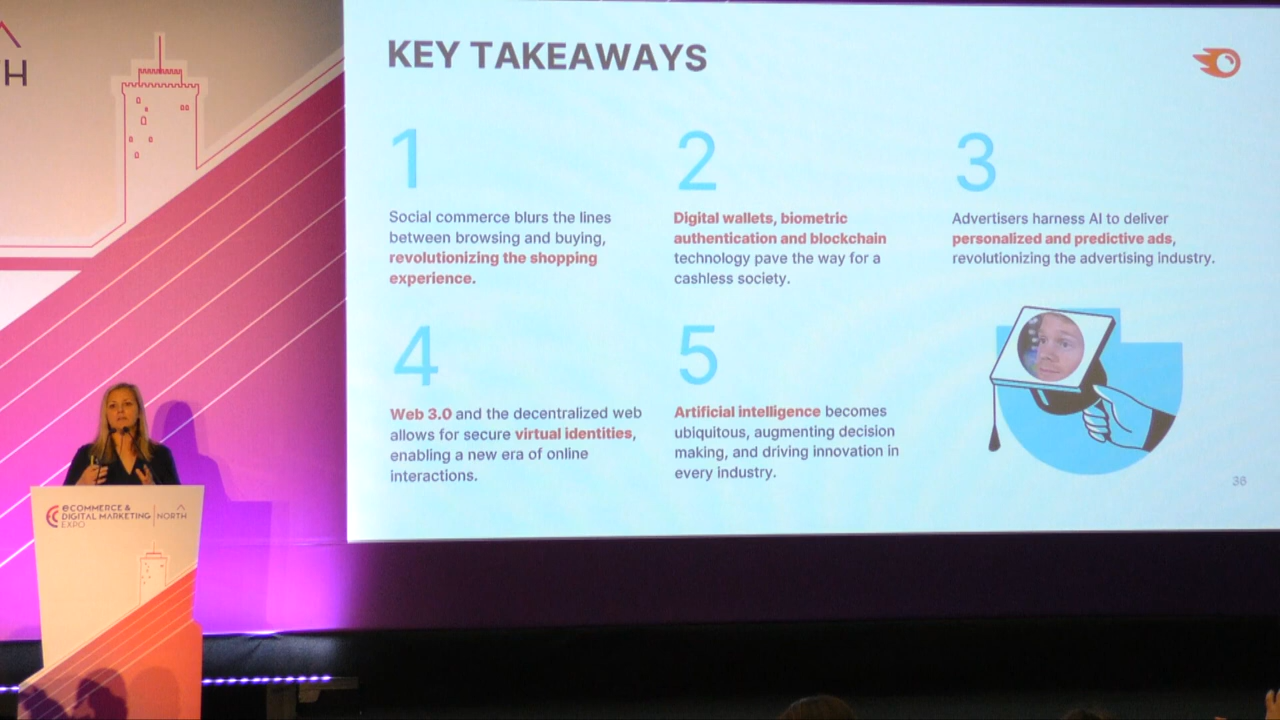 TH
KEY TAKEAWAYS
1
Social commerce blurs the lines
between browsing and buying,
revolutionizing the shopping
experience.
2
Digital wallets, biometric
authentication and blockchain
technology pave the way for a
cashless society.
3
Advertisers harness AI to deliver
personalized and predictive ads,
revolutionizing the advertising industry.
4
Web 3.0 and the decentralized web
allows for secure virtual identities,
enabling a new era of online
interactions.
5
Artificial intelligence becomes
ubiquitous, augmenting decision
making, and driving innovation in
every industry.
36
eCOMMERCE &
DIGITAL MARKETING | NORTH
EXPO